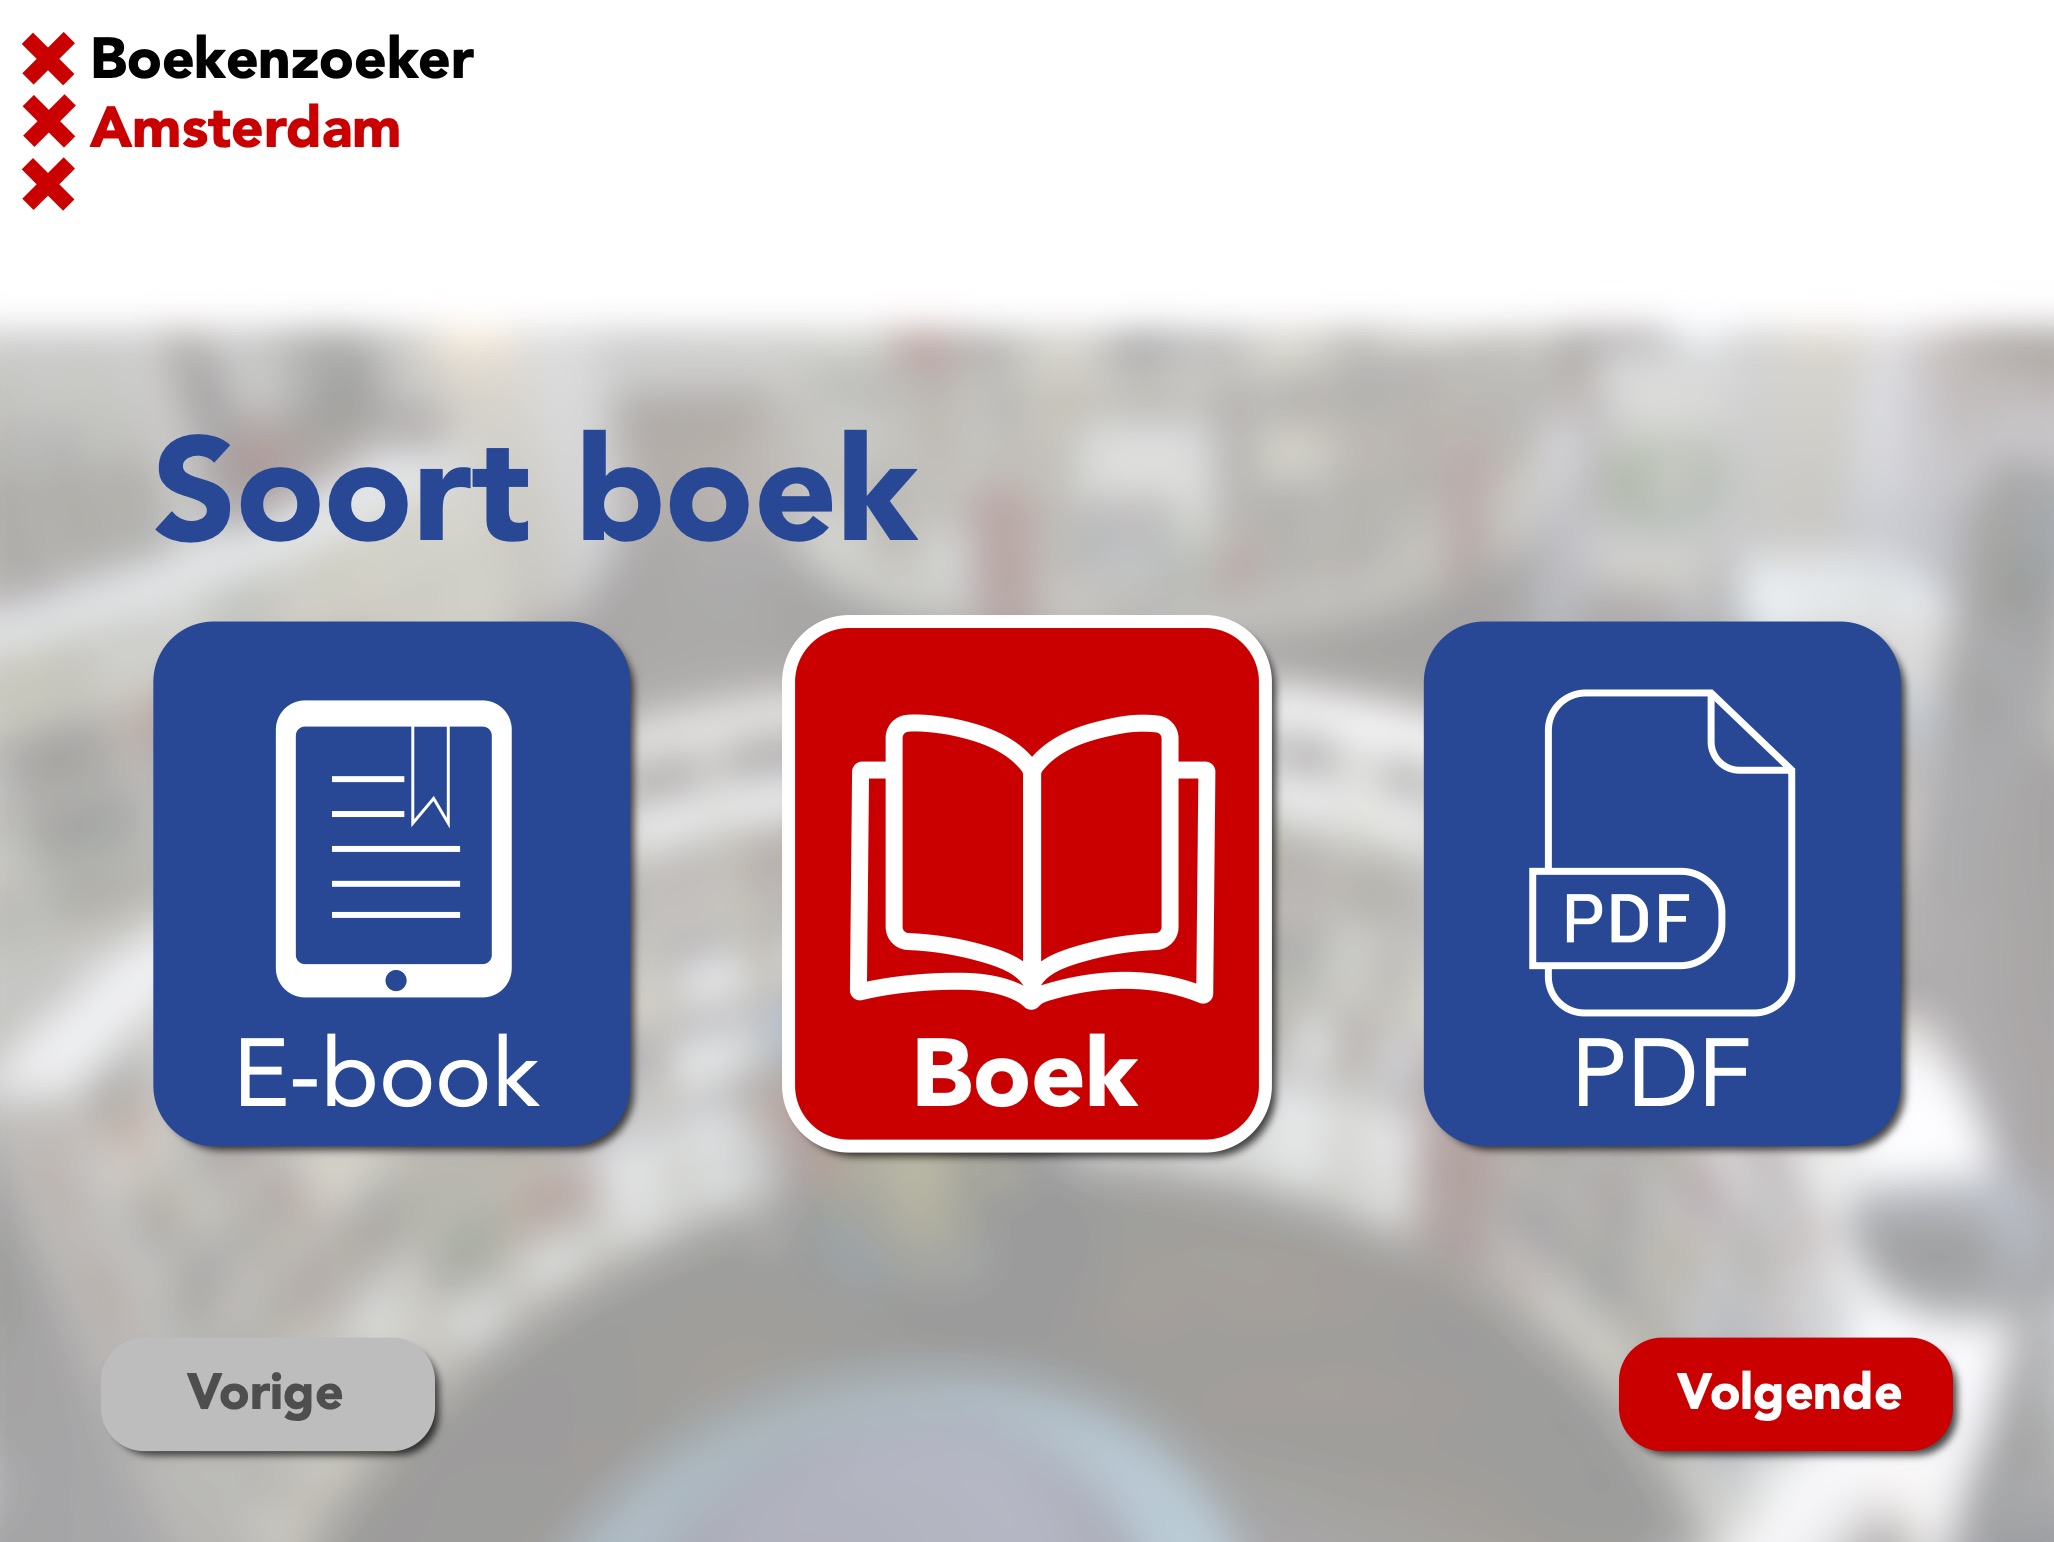 Boekenzoeker
Amsterdam
Soort boek
PDF
E-book
Boek
PDF
Vorige
Volgende